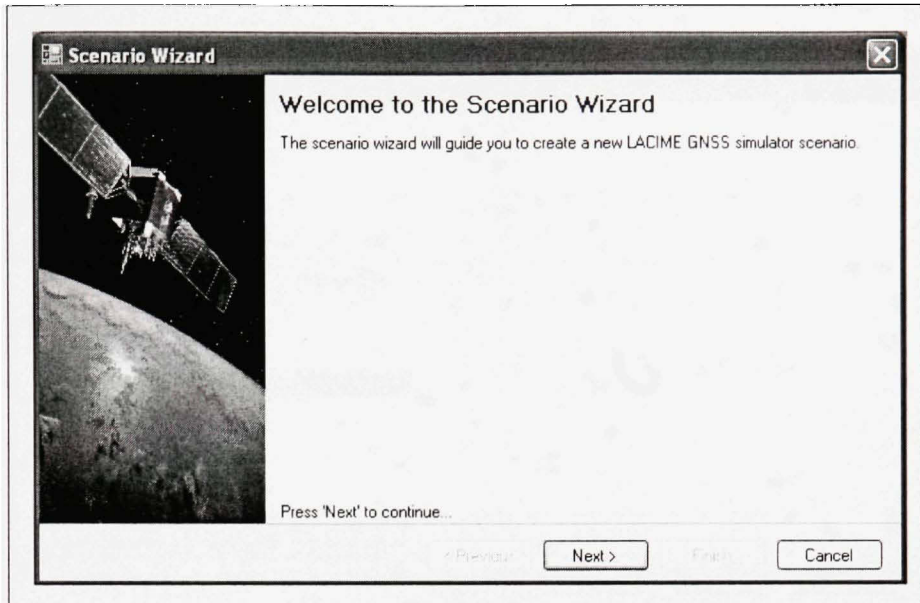 Scenario Wizard
Welcome to the Scenario Wizard
The scenario wizard will guide you to create a new LACIME GNSS simulator scenario.
Press 'Next' to continue...
<Previous Next > Finish Cancel